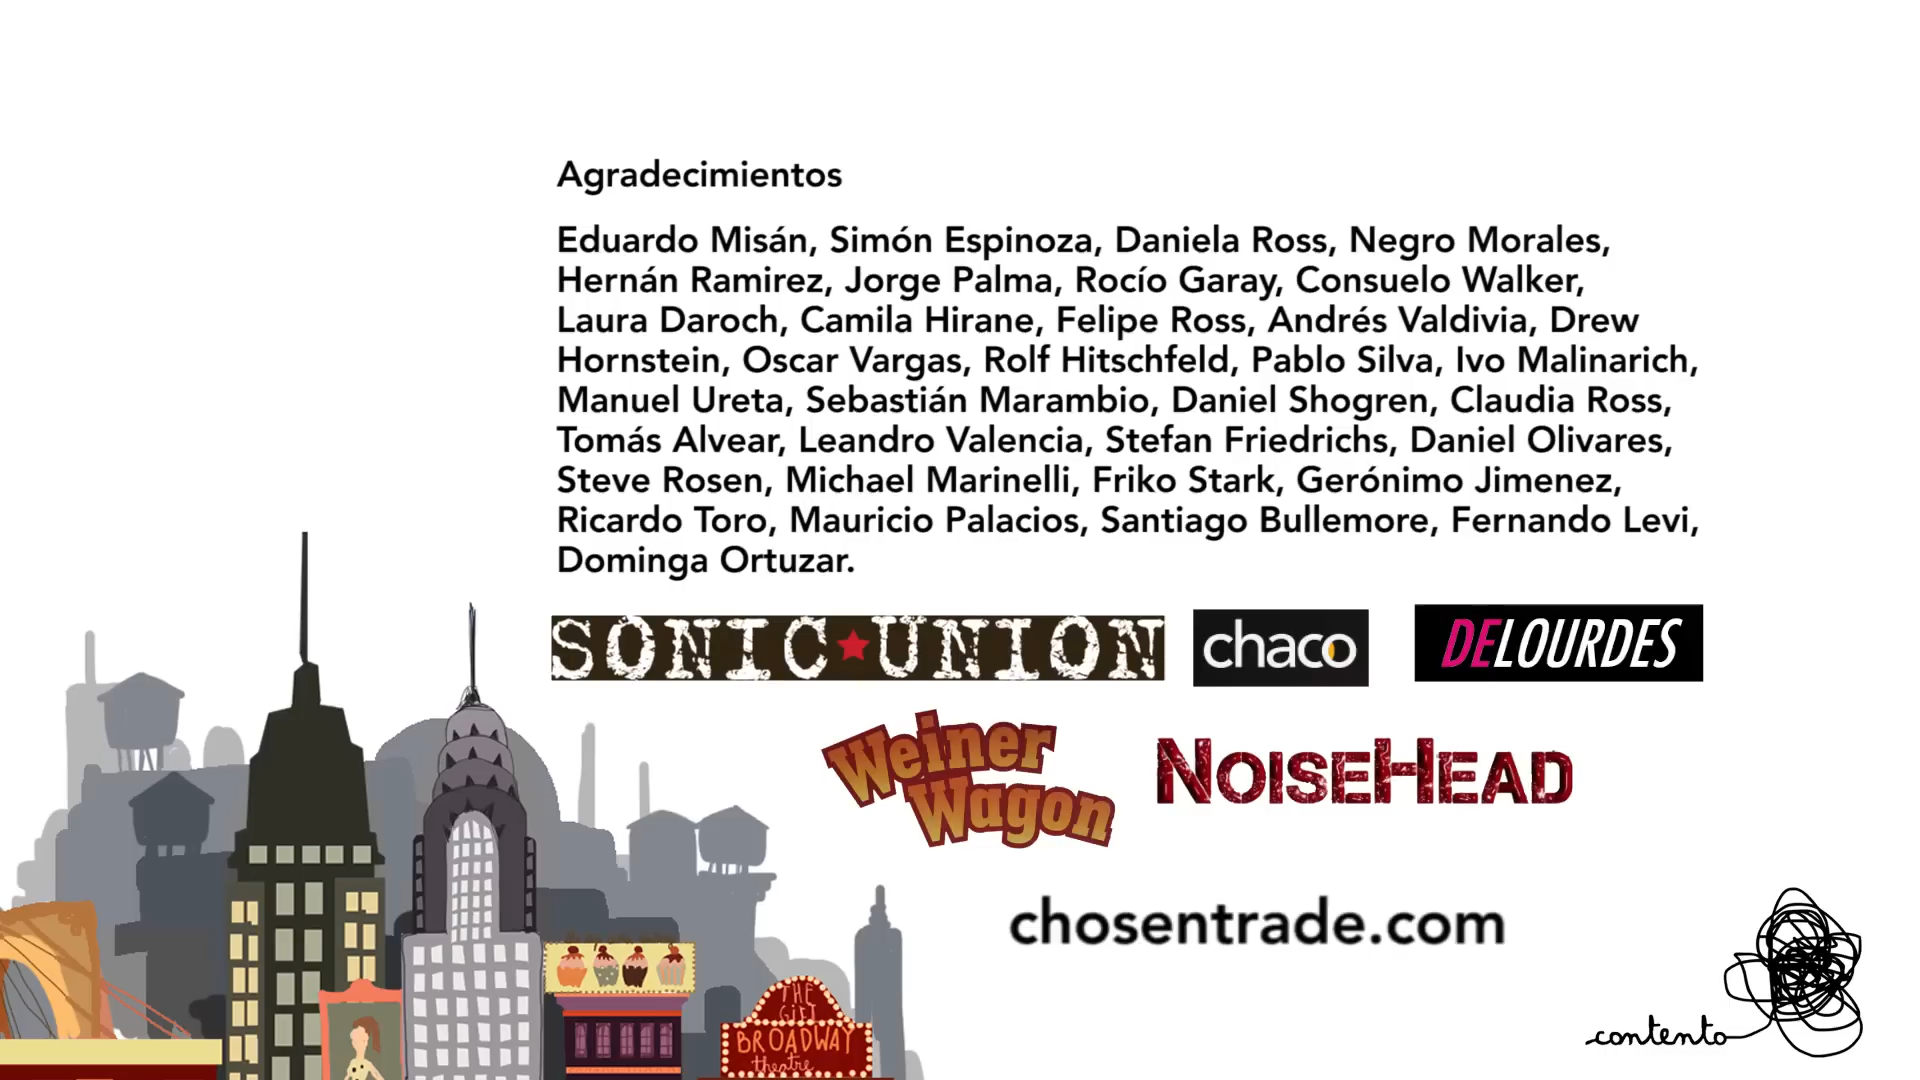 Agradecimientos
Eduardo Misán, Simón Espinoza, Daniela Ross, Negro Morales,
Hernán Ramirez, Jorge Palma, Rocío Garay, Consuelo Walker,
Laura Daroch, Camila Hirane, Felipe Ross, Andrés Valdivia, Drew
Hornstein, Oscar Vargas, Rolf Hitschfeld, Pablo Silva, Ivo Malinarich,
Manuel Ureta, Sebastián Marambio, Daniel Shogren, Claudia Ross,
Tomás Alvear, Leandro Valencia, Stefan Friedrichs, Daniel Olivares,
Steve Rosen, Michael Marinelli, Friko Stark, Gerónimo Jimenez,
Ricardo Toro, Mauricio Palacios, Santiago Bullemore, Fernando Levi,
Dominga Ortuzar.
SONIC★UNION
chaco
DELOURDES
Weiner
Wagon
NOISEHEAD
chosentrade.com
THE
GIFT
BROADWAY
theatre
contento